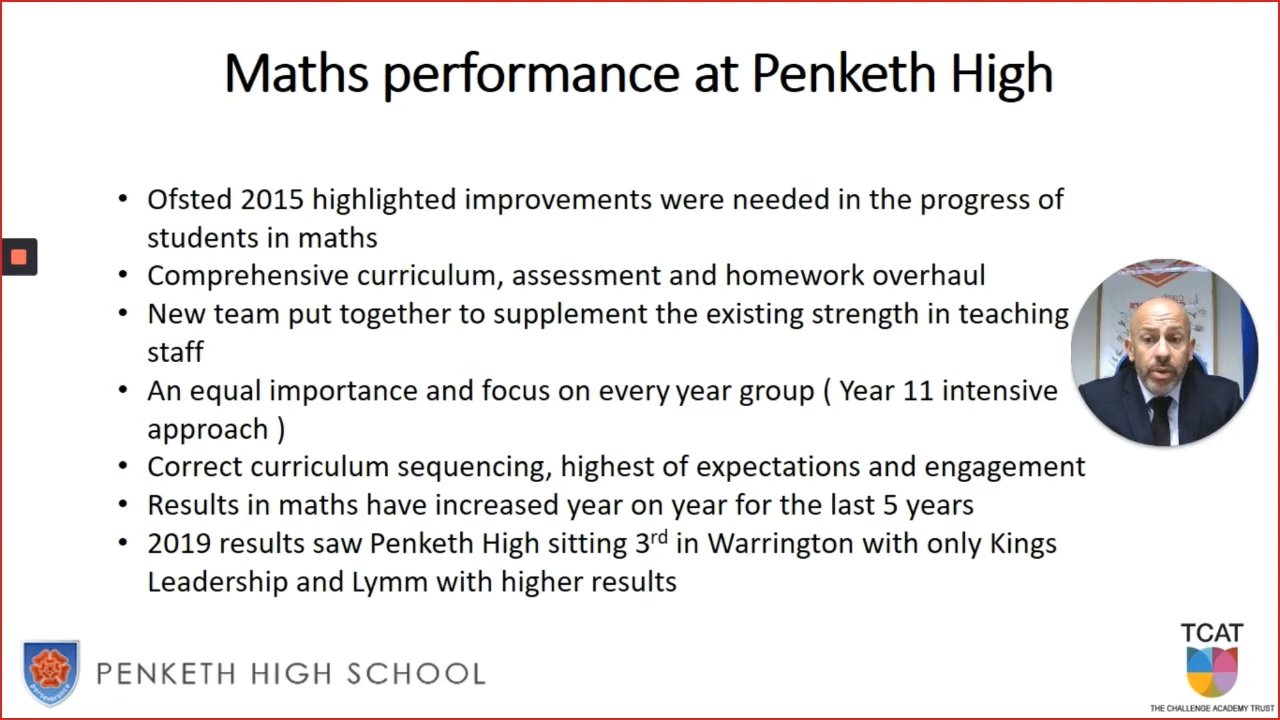 Maths performance at Penketh High
• Ofsted 2015 highlighted improvements were needed in the progress of
students in maths
• Comprehensive curriculum, assessment and homework overhaul
• New team put together to supplement the existing strength in teaching
staff
• An equal importance and focus on every year group ( Year 11 intensive
approach )
• Correct curriculum sequencing, highest of expectations and engagement
• Results in maths have increased year on year for the last 5 years
• 2019 results saw Penketh High sitting 3rd in Warrington with only Kings
Leadership and Lymm with higher results
perseverance
PENKETH HIGH SCHOOL
TCAT
THE CHALLENGE ACADEMY TRUST